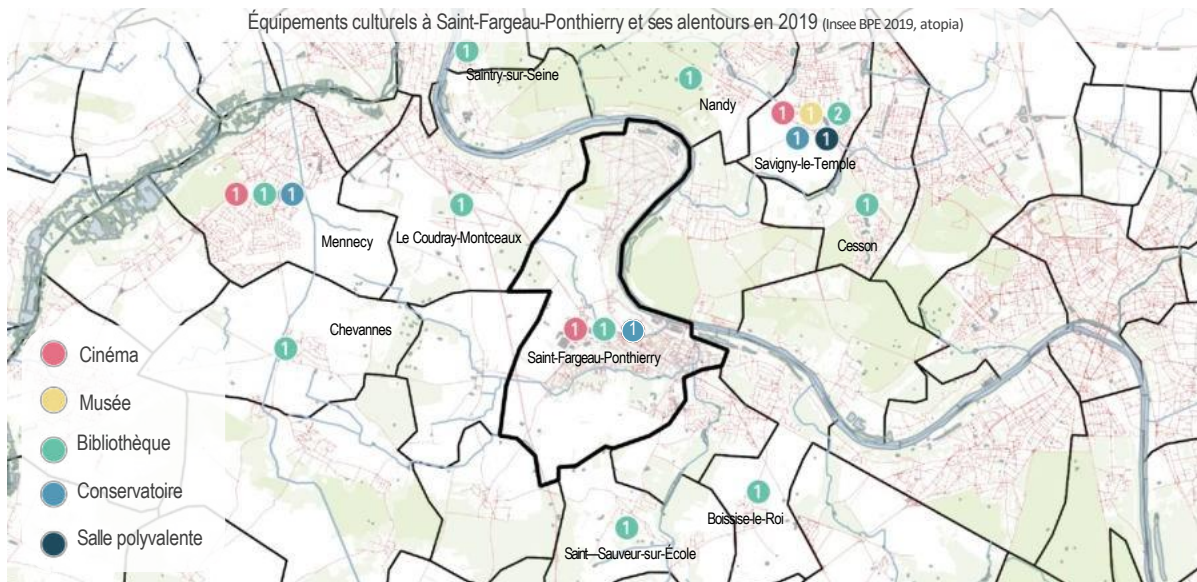 Équipements culturels à Saint-Fargeau-Ponthierry et ses alentours en 2019 (Insee BPE 2019, atopia)
1
Saintry-sur-Seine
1
Nandy
1 1 2
1 1
Savigny-le-Temple
1 1 1
Mennecy
1
Le Coudray-Montceaux
1
Cesson
Chevannes
1
1 1 1
Saint-Fargeau-Ponthierry
Cinéma
Musée
Bibliothèque
Conservatoire
Salle polyvalente
1
Boissise-le-Roi
1
Saint—Sauveur-sur-École